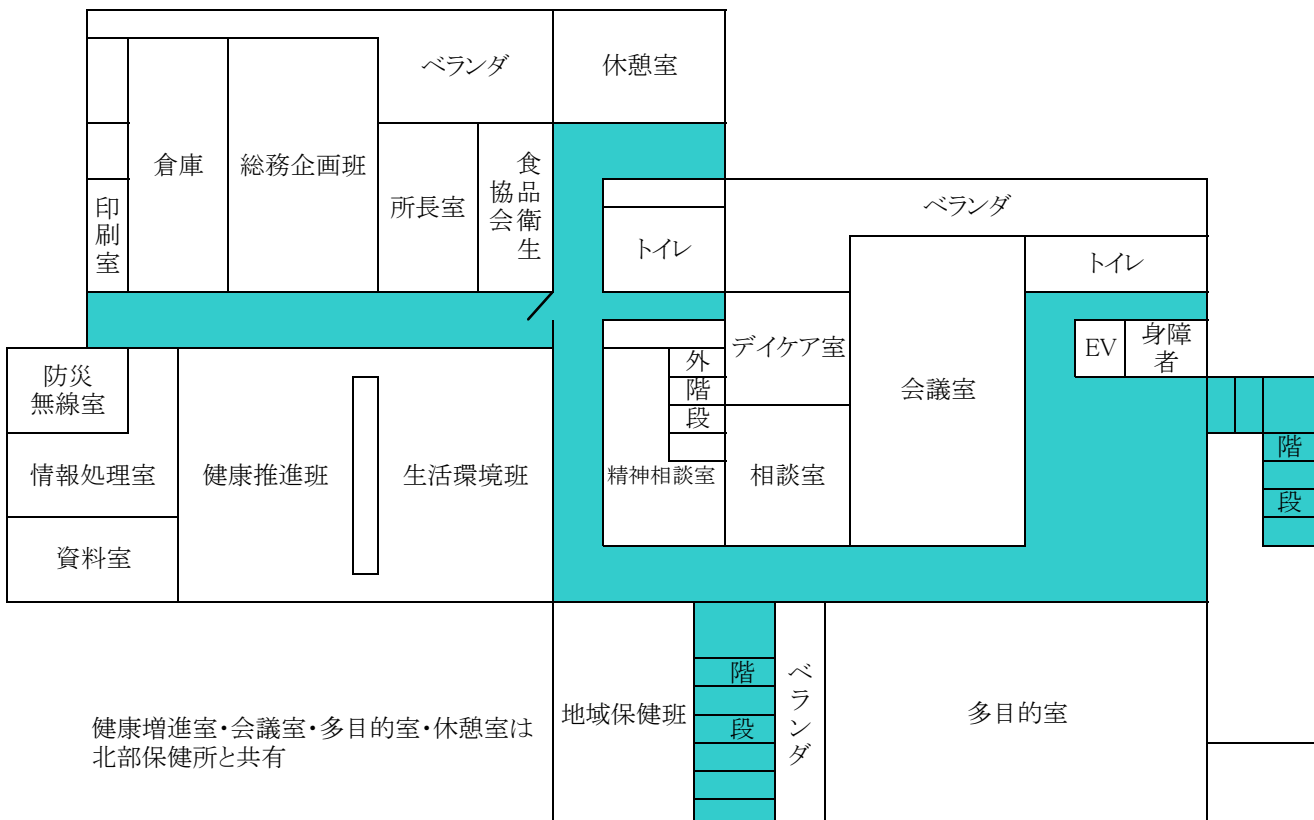 ベランダ
休憩室
倉庫
総務企画班
所長室
食品衛生
協会
印刷室
トイレ
ベランダ
トイレ
デイケア室
会議室
EV
身障
者
外
階
段
防災
無線室
情報処理室
健康推進班
生活環境班
精神相談室
相談室
階
段
資料室
地域保健班
階
段
ベランダ
多目的室
健康増進室・会議室・多目的室・休憩室は
北部保健所と共有